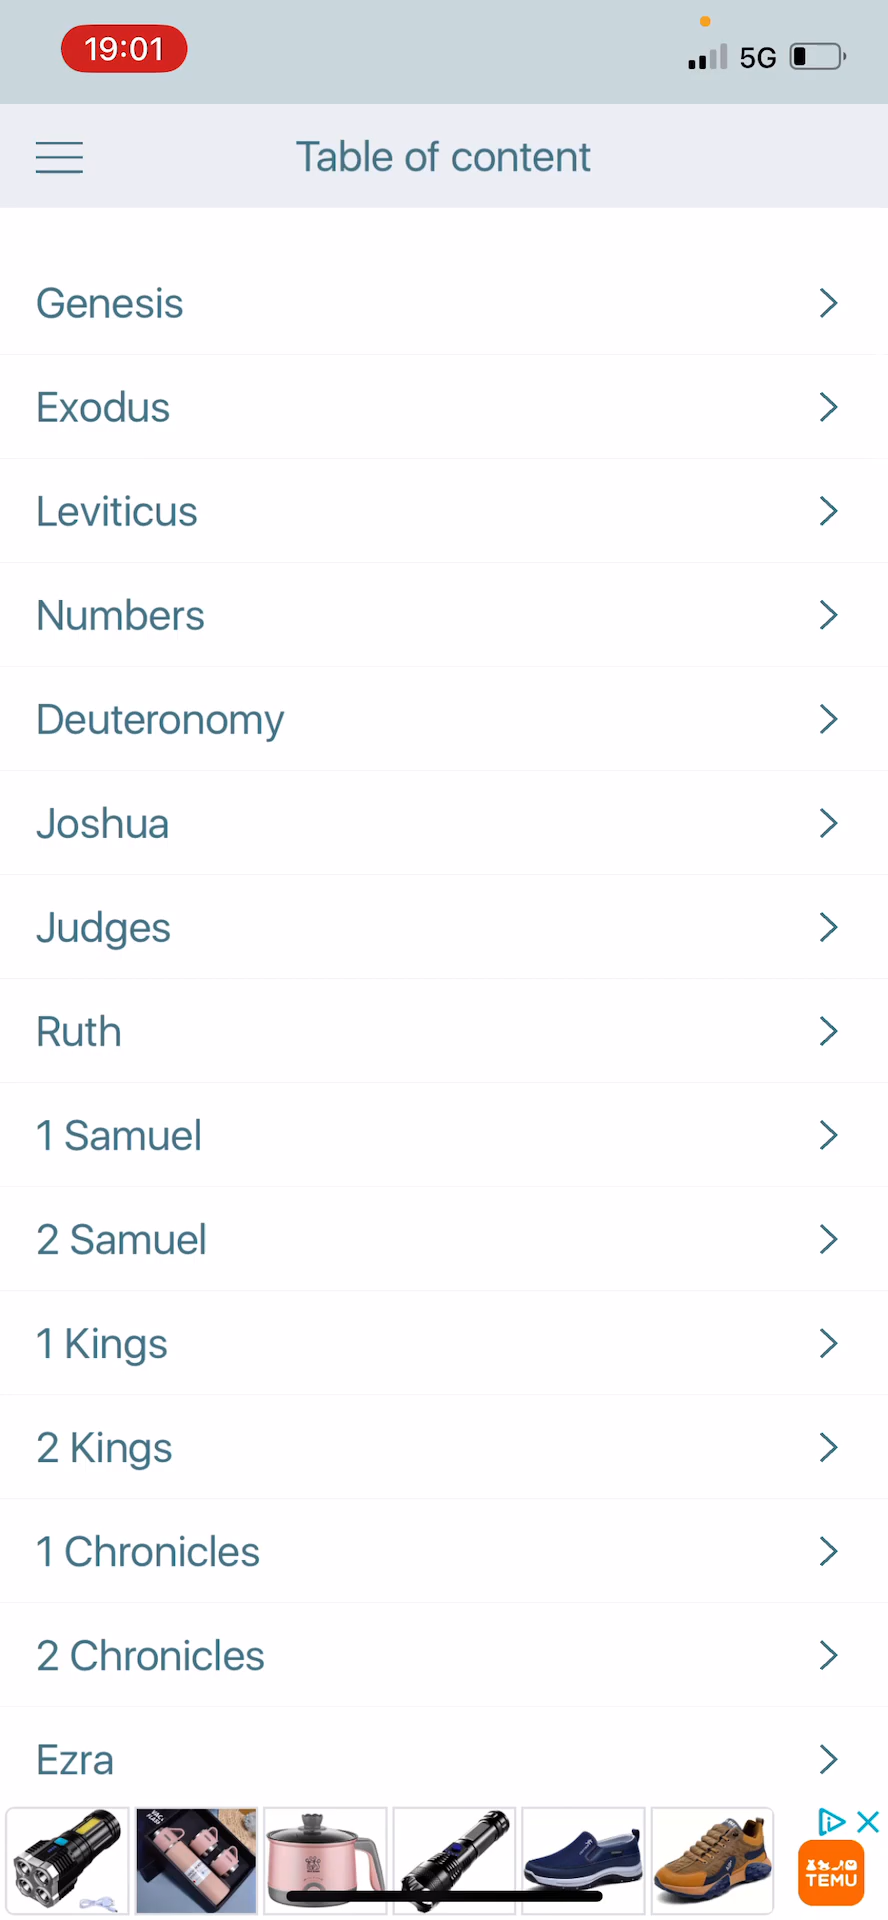 19:01
5G
Table of content
Genesis
Exodus
Leviticus
Numbers
Deuteronomy
Joshua
Judges
Ruth
1 Samuel
2 Samuel
1 Kings
2 Kings
1 Chronicles
2 Chronicles
Ezra
TEMU